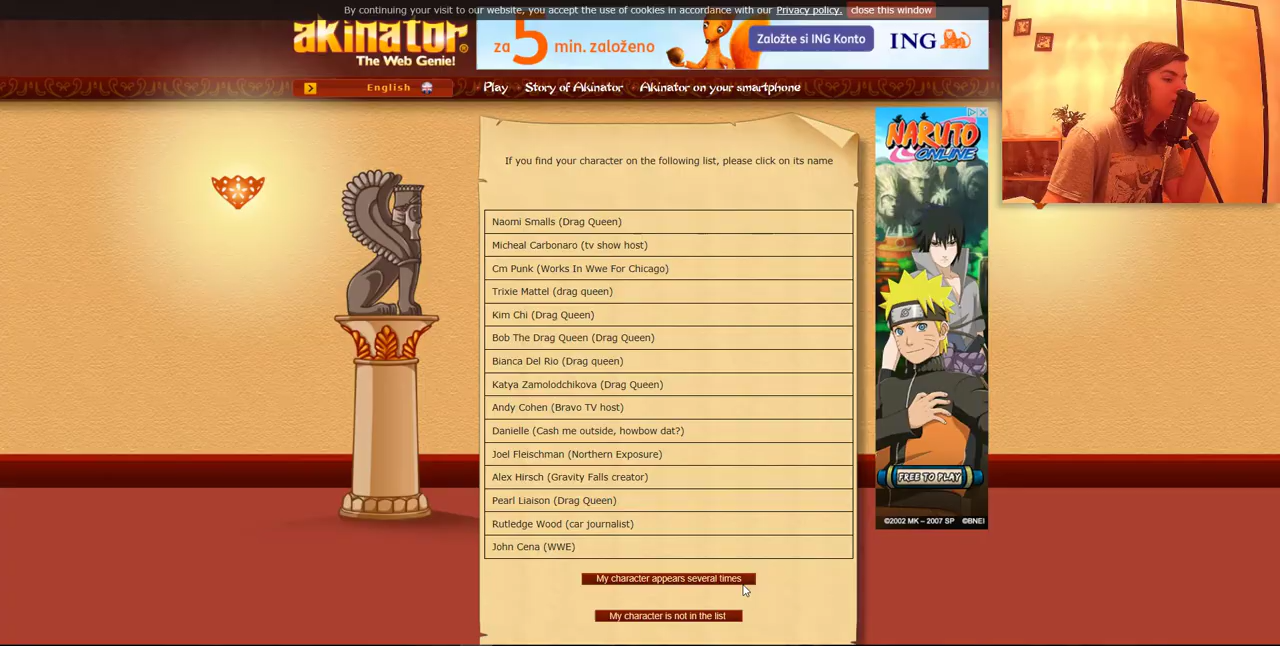 By continuing your visit to our website, you accept the use of cookies in accordance with our Privacy policy. close this window
akinator®
The Web Genie!
za 5 min. založeno
Založte si ING Konto
ING
English
Play Story of Akinator Akinator on your smartphone
If you find your character on the following list, please click on its name
Naomi Smalls (Drag Queen)
Micheal Carbonaro (tv show host)
Cm Punk (Works In Wwe For Chicago)
Trixie Mattel (drag queen)
Kim Chi (Drag Queen)
Bob The Drag Queen (Drag Queen)
Bianca Del Rio (Drag queen)
Katya Zamolodchikova (Drag Queen)
Andy Cohen (Bravo TV host)
Danielle (Cash me outside, howbow dat?)
Joel Fleischman (Northern Exposure)
Alex Hirsch (Gravity Falls creator)
Pearl Liaison (Drag Queen)
Rutledge Wood (car journalist)
John Cena (WWE)
My character appears several times
My character is not in the list
NARUTO
ONLINE
FREE TO PLAY
©2002 MK – 2007 SP ©BNEI